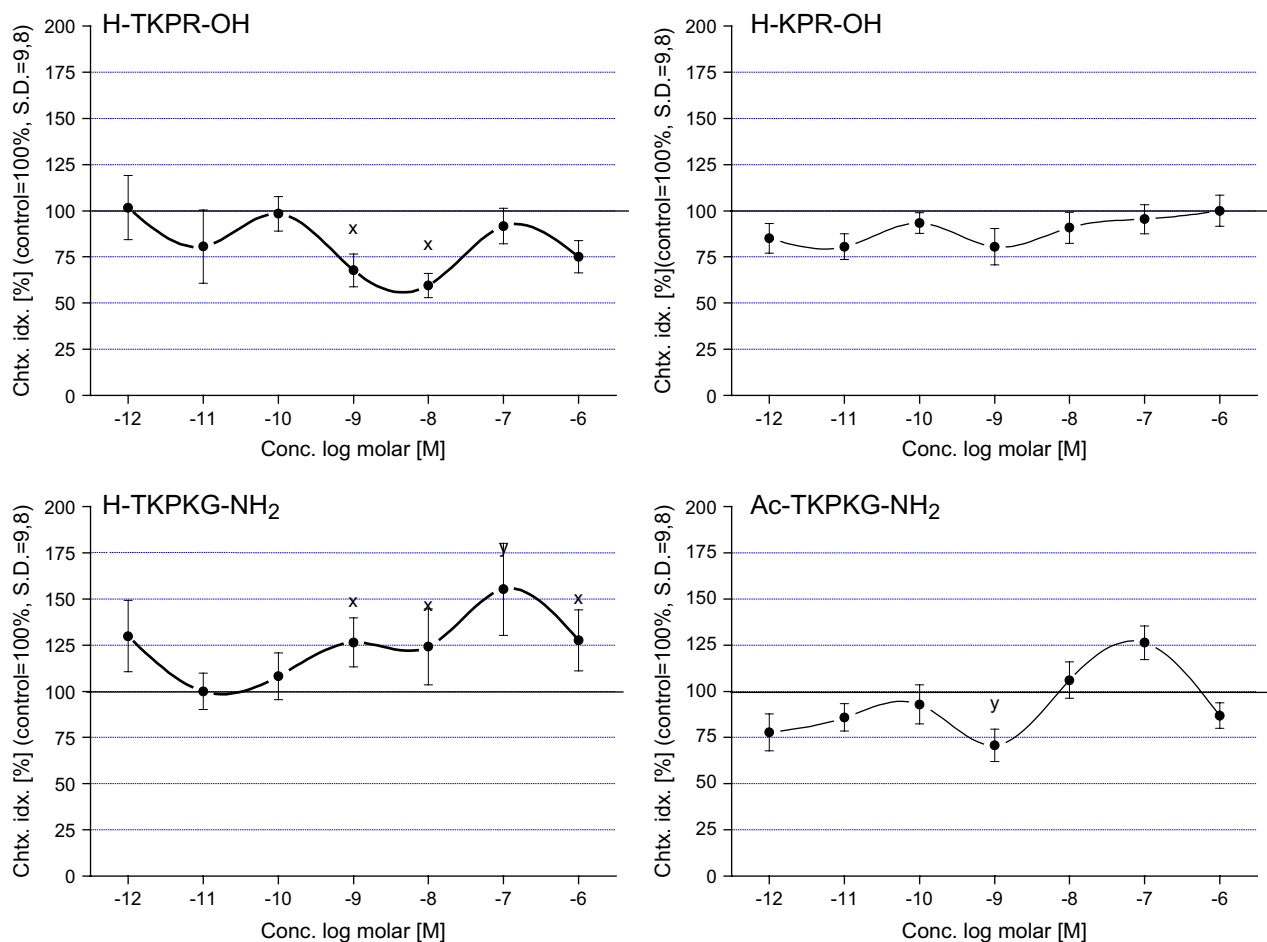 H-TKPR-OH
Chtx. idx. [%] (control=100%, S.D.=9,8)
200
175
150
125
100
75
50
25
0
x
x
-12 -11 -10 -9 -8 -7 -6
Conc. log molar [M]
H-KPR-OH
Chtx. idx. [%](control=100%, S.D.=9,8)
200
175
150
125
100
75
50
25
0
-12 -11 -10 -9 -8 -7 -6
Conc. log molar [M]
H-TKPKG-NH2
Chtx. idx. [%] (control=100%, S.D.=9,8)
200
175
150
125
100
75
50
25
0
x
x
y
x
-12 -11 -10 -9 -8 -7 -6
Conc. log molar [M]
Ac-TKPKG-NH2
Chtx. idx. [%] (control=100%, S.D.=9,8)
200
175
150
125
100
75
50
25
0
y
-12 -11 -10 -9 -8 -7 -6
Conc. log molar [M]